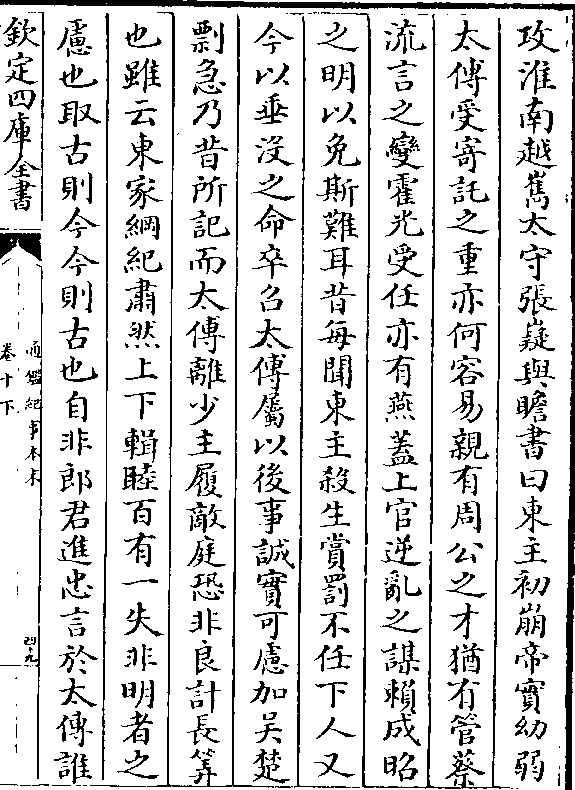 攻淮南越嶲太守張嶷與瞻書曰東主初崩帝實幼弱
太傅受寄託之重亦何容易親有周公之才猶有管蔡
流言之變霍光受任亦有燕蓋上官逆亂之謀賴成昭
之明以免斯難耳昔每聞東主殺生賞罰不任下人又
今以垂沒之命卒召太傅屬以後事誠實可慮加吳楚
剽急乃昔所記而太傅離少主履敵庭恐非良計長筭
也雖云東家綱紀肅然上下輯睦百有一失非明者之
慮也取古則今今則古也自非郎君進忠言於太傅誰
欽定四庫全書
通鑑紀事本末
卷十下
四十九